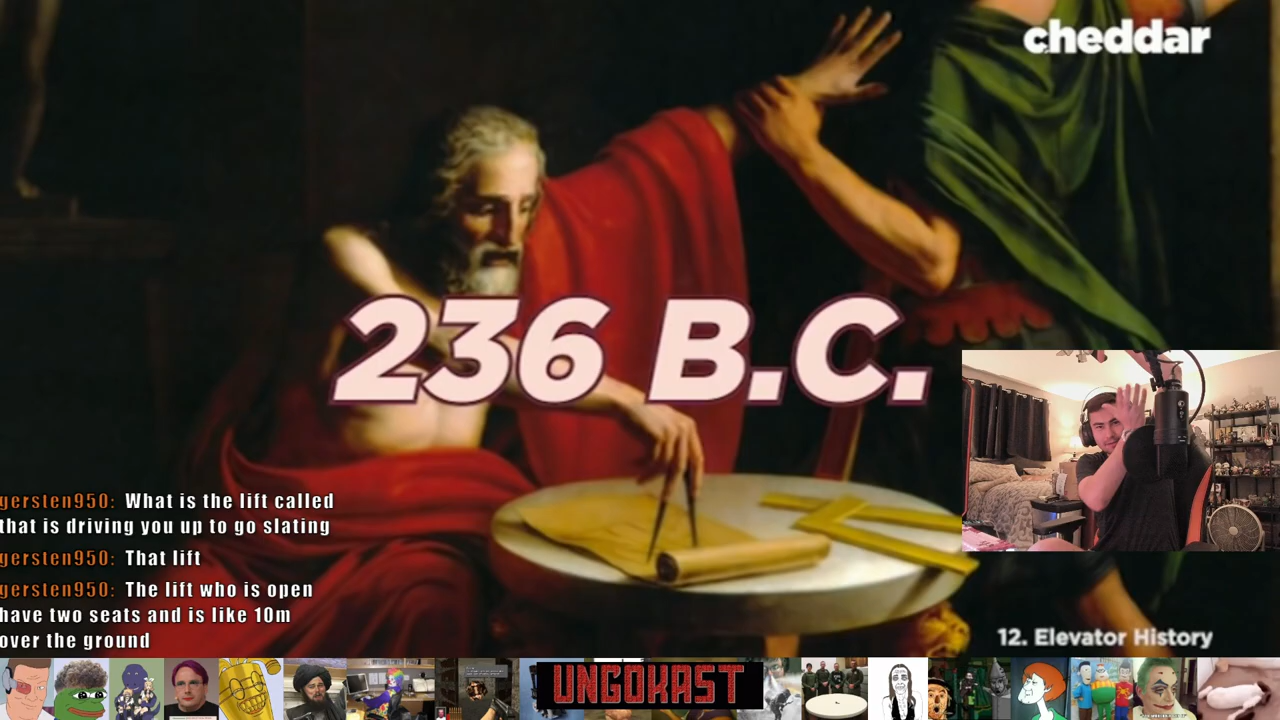 cheddar
236 B.C.
gersten950: What is the lift called
that is driving you up to go slating
gersten950: That lift
gersten950: The lift who is open
have two seats and is like 10m
over the ground
12. Elevator History
UNGOKAST